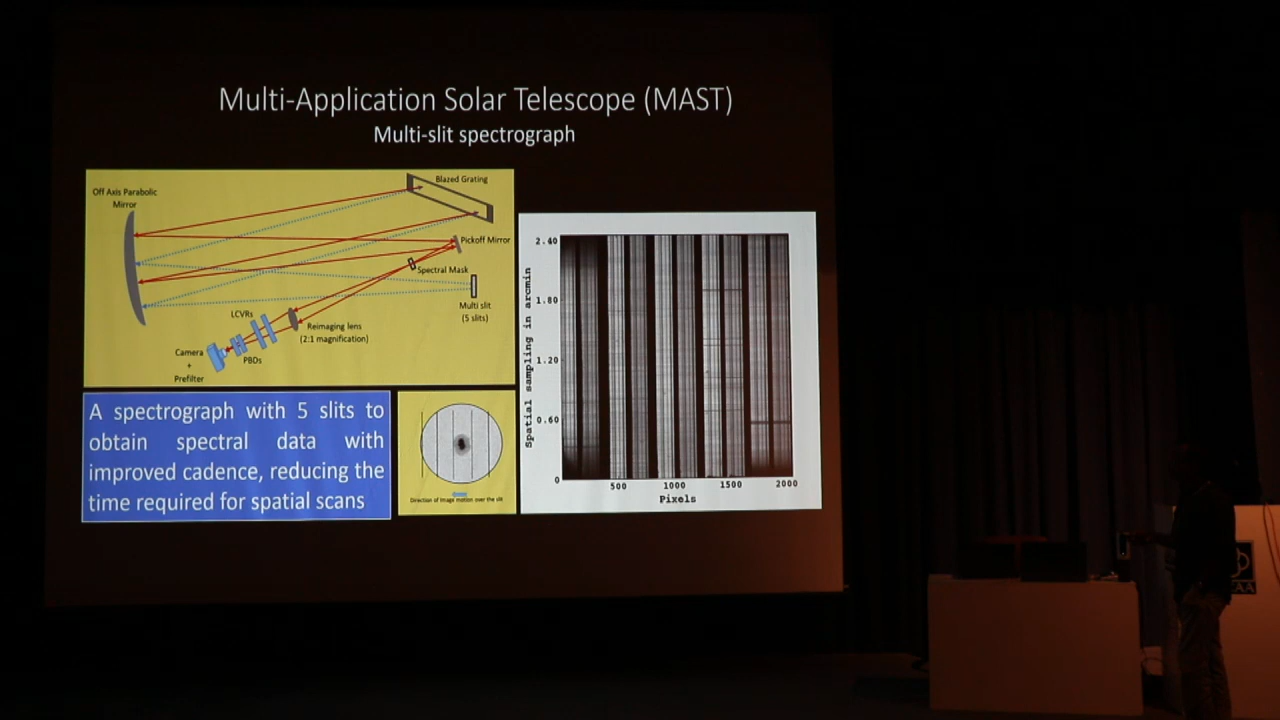 Multi-Application Solar Telescope (MAST)
Multi-slit spectrograph
Off Axis Parabolic
Mirror
Blazed Grating
Pickoff Mirror
Spectral Mask
Multi slit
(5 slits)
LCVRs
Reimaging lens
(2:1 magnification)
PBDs
Camera
+
Prefilter
A spectrograph with 5 slits to
obtain spectral data with
improved cadence, reducing the
time required for spatial scans
Direction of image motion over the slit
Spatial sampling in arcmin
2.40
1.80
1.20
0.60
0
500 1000 1500 2000
Pixels